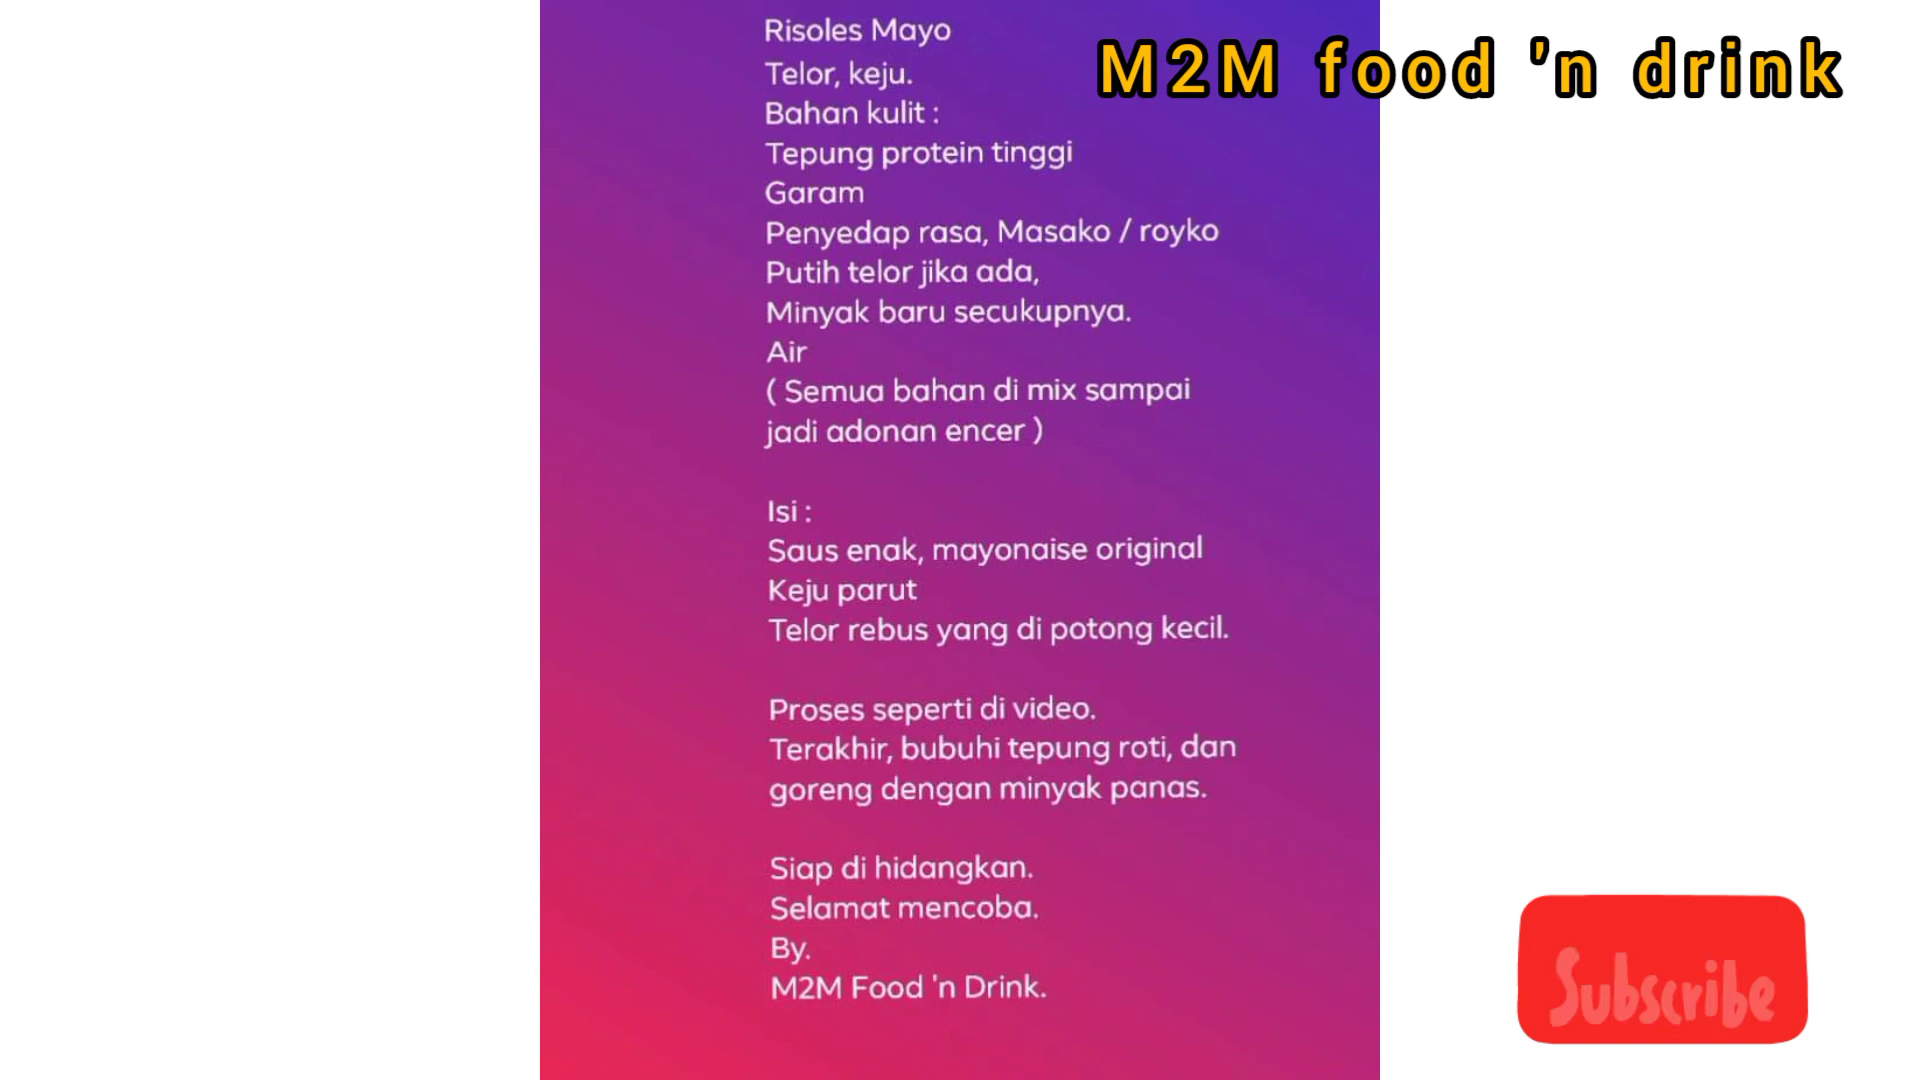 Risoles Mayo
M2M food 'n drink
Telor, keju.
Bahan kulit :
Tepung protein tinggi
Garam
Penyedap rasa, Masako / royko
Putih telor jika ada,
Minyak baru secukupnya.
Air
( Semua bahan di mix sampai
jadi adonan encer )
Isi :
Saus enak, mayonaise original
Keju parut
Telor rebus yang di potong kecil.
Proses seperti di video.
Terakhir, bubuhi tepung roti, dan
goreng dengan minyak panas.
Siap di hidangkan.
Selamat mencoba.
By.
M2M Food 'n Drink.
Subscribe